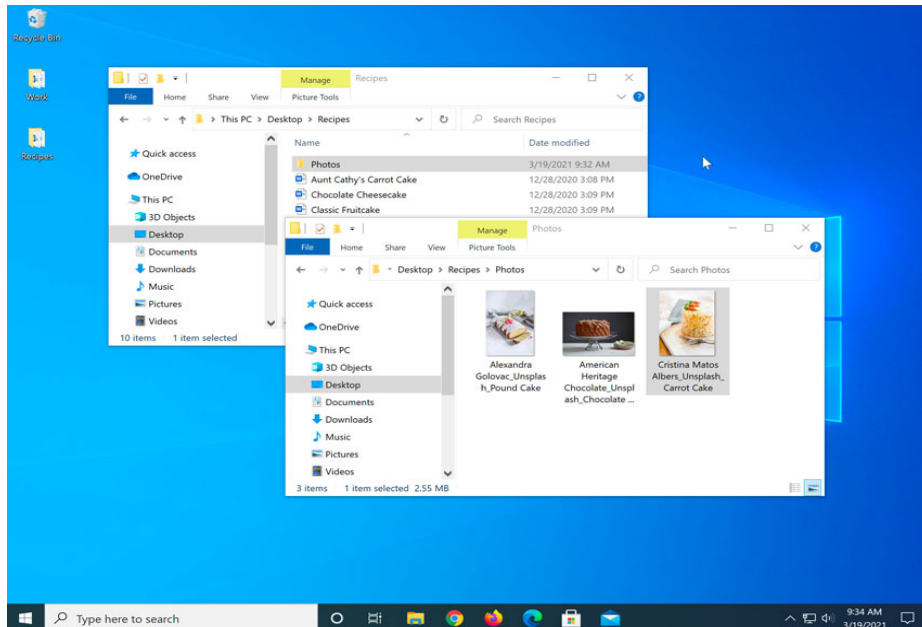 Recycle Bin
Work
Recipes
Manage Recipes
File Home Share View Picture Tools
This PC > Desktop > Recipes
Search Recipes
Name Date modified
Quick access
OneDrive
This PC
3D Objects
Desktop
Documents
Downloads
Music
Pictures
Videos
Photos 3/19/2021 9:32 AM
Aunt Cathy's Carrot Cake 12/28/2020 3:08 PM
Chocolate Cheesecake 12/28/2020 3:09 PM
Classic Fruitcake 12/28/2020 3:09 PM
10 items 1 item selected
Manage Photos
File Home Share View Picture Tools
Desktop > Recipes > Photos
Search Photos
Quick access
OneDrive
This PC
3D Objects
Desktop
Documents
Downloads
Music
Pictures
Videos
Alexandra
Golovac_Unsplas
h_Pound Cake
American
Heritage
Chocolate_Unspl
ash_Chocolate ...
Cristina Matos
Albers_Unsplash_
Carrot Cake
3 items 1 item selected 2.55 MB
Type here to search
9:34 AM
3/19/2021